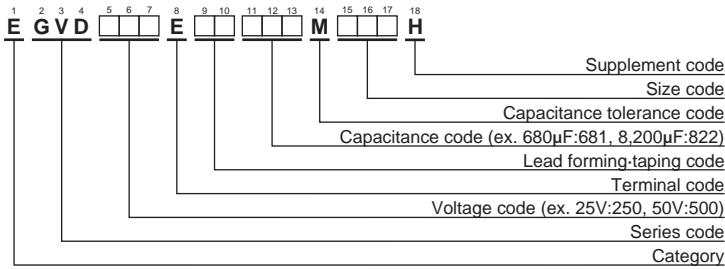 1 2 3 4 5 6 7 8 9 10 11 12 13 14 15 16 17 18
E G V D □□□ E □□ □□□ M □□□ H
Supplement code
Size code
Capacitance tolerance code
Capacitance code (ex. 680μF:681, 8,200μF:822)
Lead forming·taping code
Terminal code
Voltage code (ex. 25V:250, 50V:500)
Series code
Category